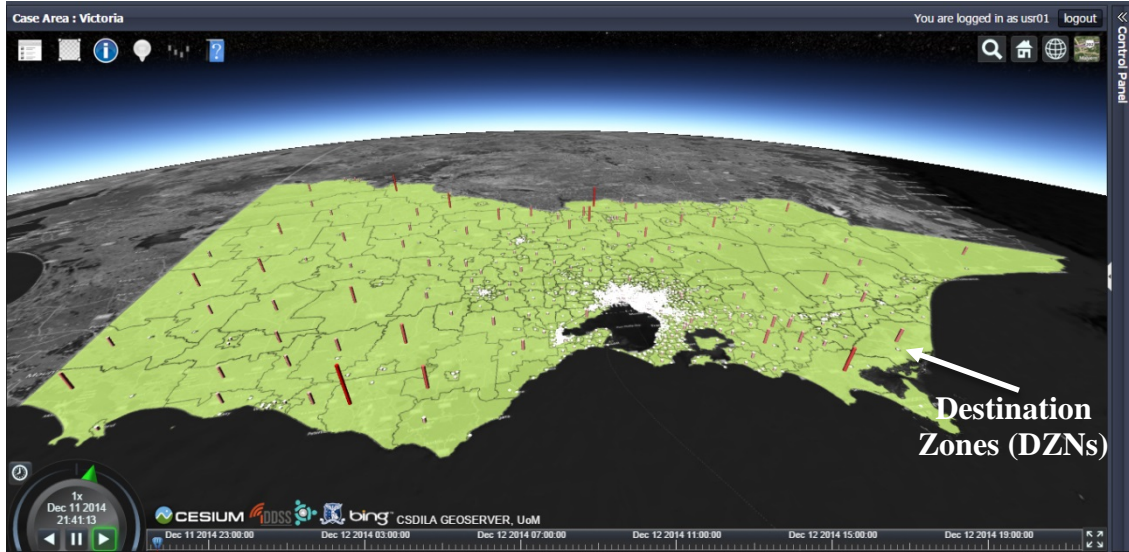 Case Area : Victoria
You are logged in as usr01
logout
Control Panel
Destination
Zones (DZNs)
1x
Dec 11 2014
21:41:13
CESIUM
IDDSS
bing
CSDILA GEOSERVER, UoM
Dec 11 2014 23:00:00
Dec 12 2014 03:00:00
Dec 12 2014 07:00:00
Dec 12 2014 11:00:00
Dec 12 2014 15:00:00
Dec 12 2014 19:00:00